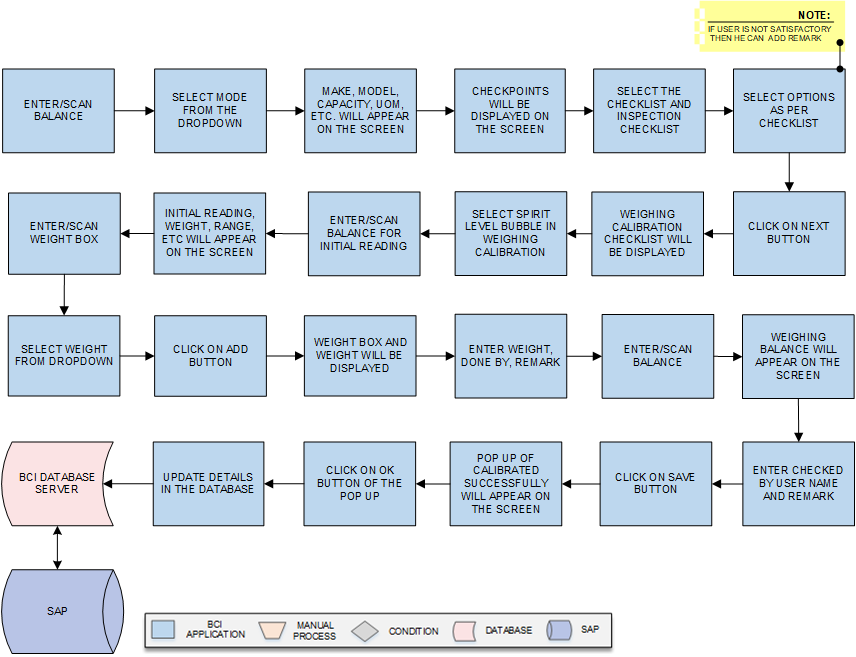 NOTE:
IF USER IS NOT SATISFACTORY
THEN HE CAN ADD REMARK
ENTER/SCAN
BALANCE
SELECT MODE
FROM THE
DROPDOWN
MAKE, MODEL,
CAPACITY, UOM,
ETC. WILL APPEAR
ON THE SCREEN
CHECKPOINTS
WILL BE
DISPLAYED ON
THE SCREEN
SELECT THE
CHECKLIST AND
INSPECTION
CHECKLIST
SELECT OPTIONS
AS PER
CHECKLIST
CLICK ON NEXT
BUTTON
WEIGHING
CALIBRATION
CHECKLIST WILL
BE DISPLAYED
SELECT SPIRIT
LEVEL BUBBLE IN
WEIGHING
CALIBRATION
ENTER/SCAN
BALANCE FOR
INITIAL READING
INITIAL READING,
WEIGHT, RANGE,
ETC WILL APPEAR
ON THE SCREEN
ENTER/SCAN
WEIGHT BOX
SELECT WEIGHT
FROM DROPDOWN
CLICK ON ADD
BUTTON
WEIGHT BOX AND
WEIGHT WILL BE
DISPLAYED
ENTER WEIGHT,
DONE BY, REMARK
ENTER/SCAN
BALANCE
WEIGHING
BALANCE WILL
APPEAR ON THE
SCREEN
ENTER CHECKED
BY USER NAME
AND REMARK
CLICK ON SAVE
BUTTON
POP UP OF
CALIBRATED
SUCCESSFULLY
WILL APPEAR ON
THE SCREEN
CLICK ON OK
BUTTON OF THE
POP UP
UPDATE DETAILS
IN THE DATABASE
BCI DATABASE
SERVER
SAP
BCI
APPLICATION
MANUAL
PROCESS
CONDITION
DATABASE
SAP